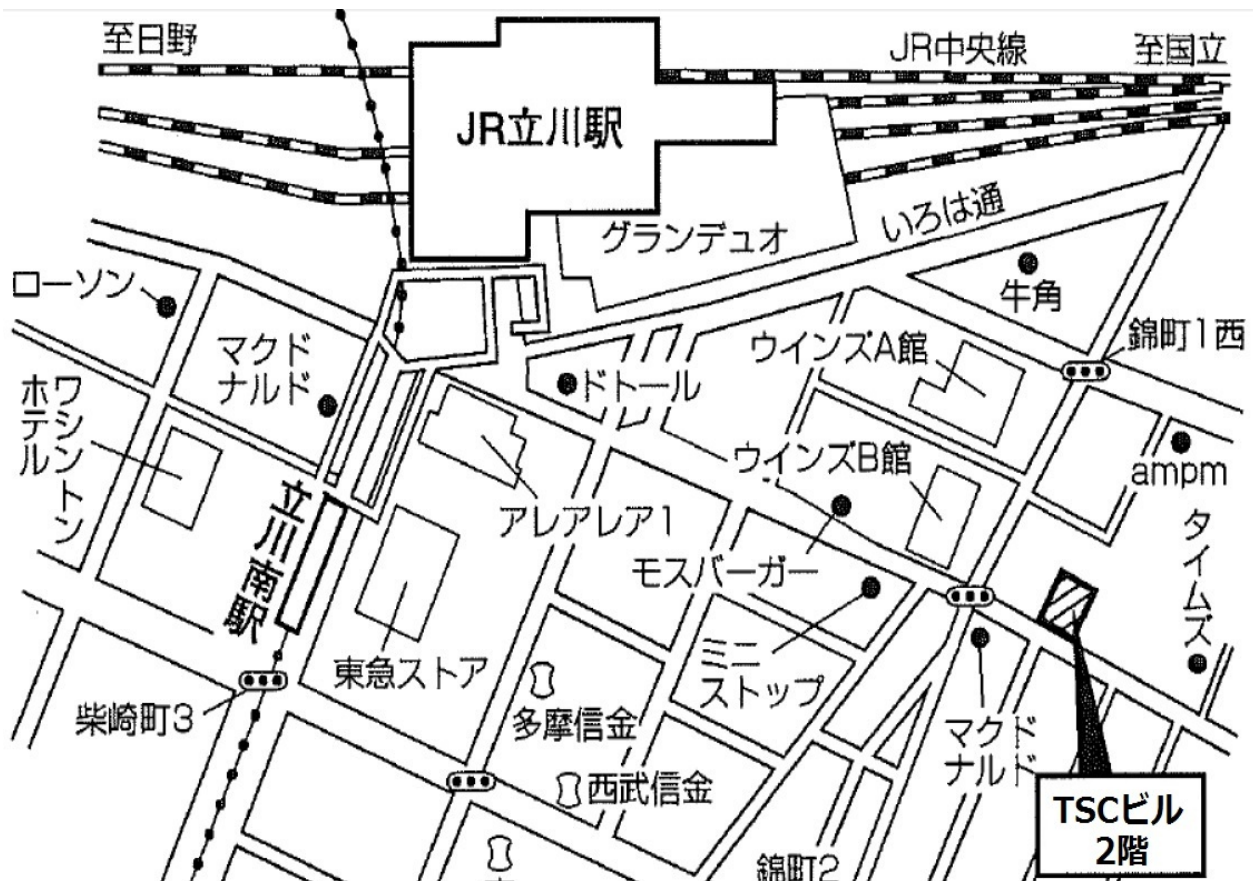 至日野
JR中央線
至国立
JR立川駅
グランデュオ
いろは通
ローソン
牛角
マクド
ナルド
ウインズA館
錦町1西
ドトール
ワシントン
ホテル
ウインズB館
ampm
アレアレア1
立川南駅
モスバーガー
タイムズ
東急ストア
ミニ
ストップ
柴崎町3
多摩信金
マクド
ナルド
西武信金
TSCビル
2階
錦町2